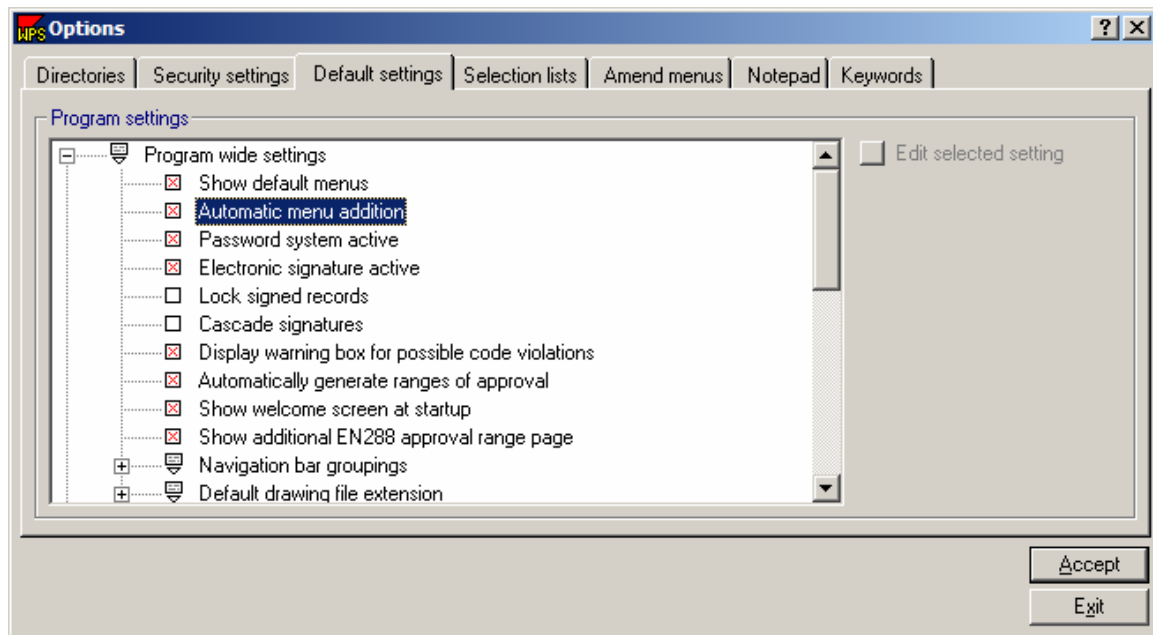 WPS Options
Directories Security settings Default settings Selection lists Amend menus Notepad Keywords
Program settings
Program wide settings
Edit selected setting
Show default menus
Automatic menu addition
Password system active
Electronic signature active
Lock signed records
Cascade signatures
Display warning box for possible code violations
Automatically generate ranges of approval
Show welcome screen at startup
Show additional EN288 approval range page
Navigation bar groupings
Default drawing file extension
Accept
Exit